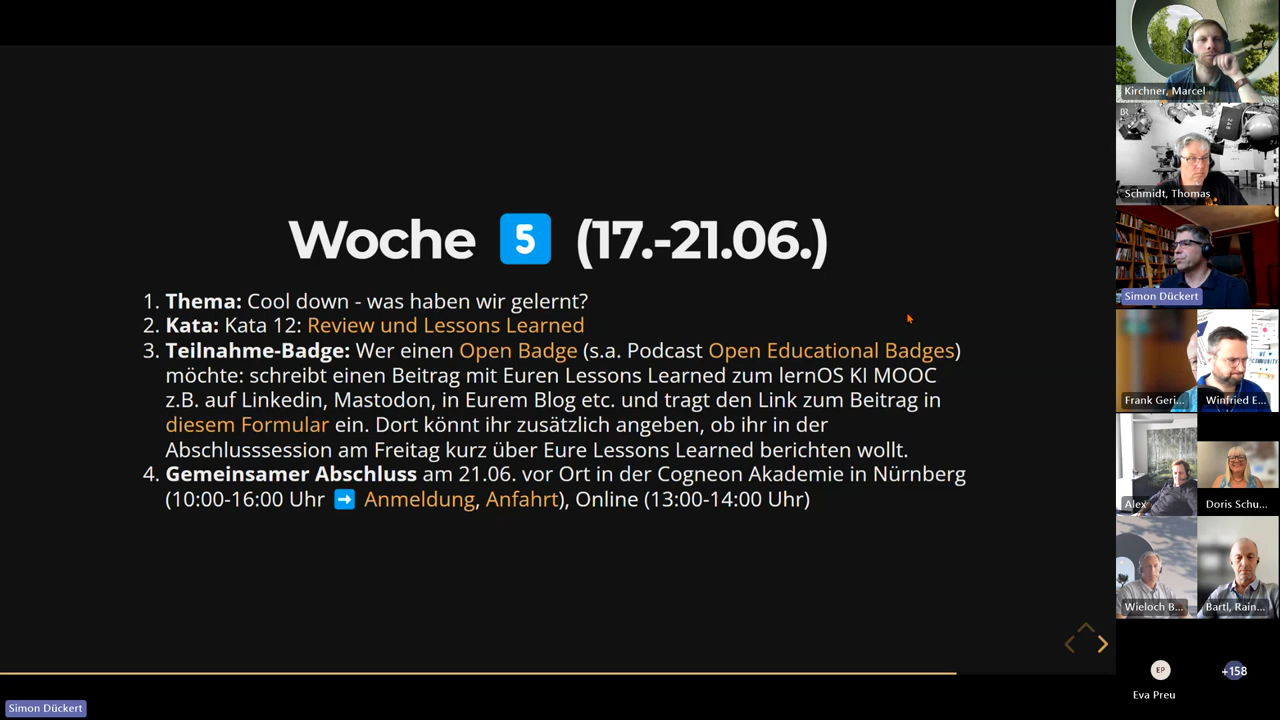 Woche 5 (17.-21.06.)
1. Thema: Cool down - was haben wir gelernt?
2. Kata: Kata 12: Review und Lessons Learned
3. Teilnahme-Badge: Wer einen Open Badge (s.a. Podcast Open Educational Badges)
möchte: schreibt einen Beitrag mit Euren Lessons Learned zum lernOS KI MOOC
z.B. auf Linkedin, Mastodon, in Eurem Blog etc. und tragt den Link zum Beitrag in
diesem Formular ein. Dort könnt ihr zusätzlich angeben, ob ihr in der
Abschlusssession am Freitag kurz über Eure Lessons Learned berichten wollt.
4. Gemeinsamer Abschluss am 21.06. vor Ort in der Cogneon Akademie in Nürnberg
(10:00-16:00 Uhr ➡ Anmeldung, Anfahrt), Online (13:00-14:00 Uhr)
Simon Dückert
Kirchner, Marcel
BR
Schmidt, Thomas
Simon Dückert
Frank Geri...
Winfried E...
Alex
Doris Schu...
Wieloch B...
Bartl, Rain...
EP
+158
Eva Preu